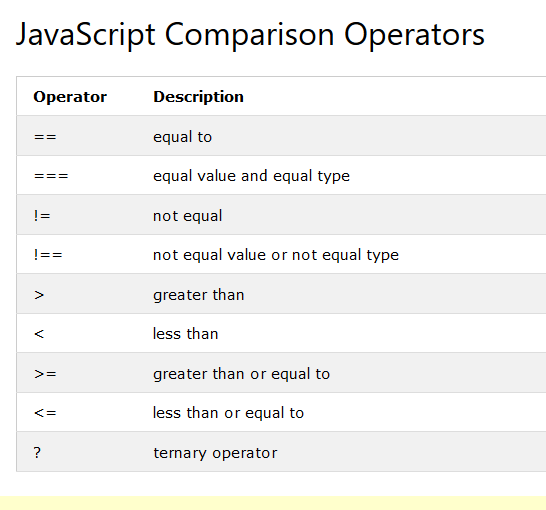 JavaScript Comparison Operators
Operator Description
== equal to
=== equal value and equal type
!= not equal
!== not equal value or not equal type
> greater than
< less than
>= greater than or equal to
<= less than or equal to
? ternary operator